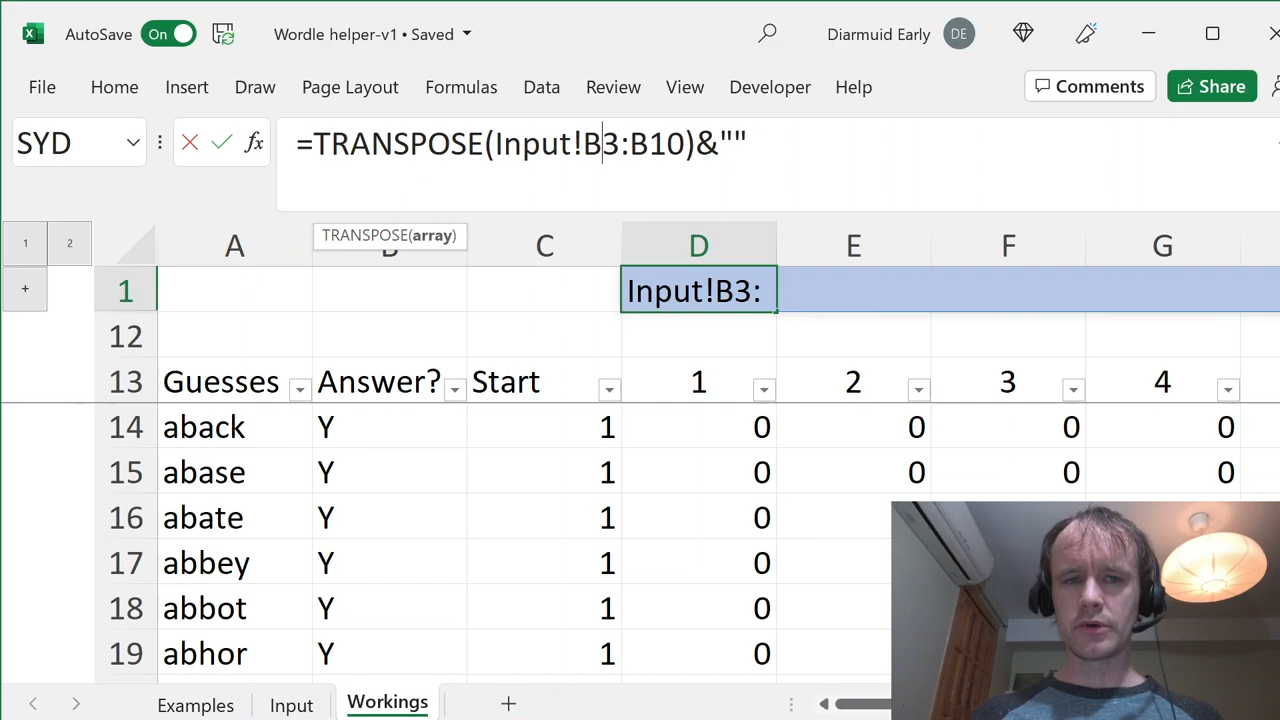 AutoSave On Wordle helper-v1 • Saved Diarmuid Early DE
File Home Insert Draw Page Layout Formulas Data Review View Developer Help Comments Share
SYD fx =TRANSPOSE(Input!B3:B10)&""
TRANSPOSE(array)
1 2 A C D E F G
+ 1 Input!B3:
12
13 Guesses Answer? Start 1 2 3 4
14 aback Y 1 0 0 0 0
15 abase Y 1 0 0 0 0
16 abate Y 1 0
17 abbey Y 1 0
18 abbot Y 1 0
19 abhor Y 1 0
Examples Input Workings +